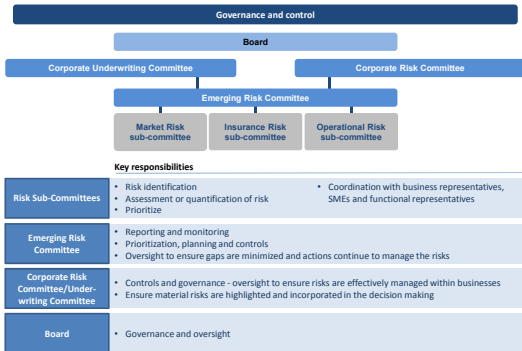 Governance and control
Board
Corporate Underwriting Committee
Corporate Risk Committee
Emerging Risk Committee
Market Risk
sub-committee
Insurance Risk
sub-committee
Operational Risk
sub-committee
Key responsibilities
Risk Sub-Committees
• Risk identification
• Assessment or quantification of risk
• Prioritize
• Coordination with business representatives,
SMEs and functional representatives
Emerging Risk
Committee
• Reporting and monitoring
• Prioritization, planning and controls
• Oversight to ensure gaps are minimized and actions continue to manage the risks
Corporate Risk
Committee/Under-
writing Committee
• Controls and governance - oversight to ensure risks are effectively managed within businesses
• Ensure material risks are highlighted and incorporated in the decision making
Board
• Governance and oversight